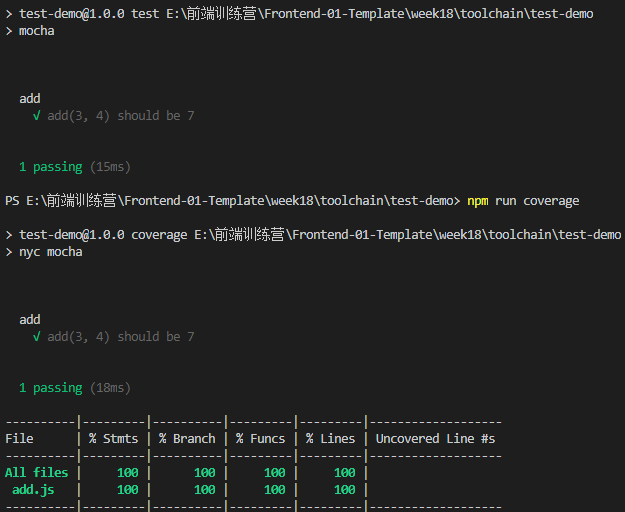 > test-demo@1.0.0 test E:\前端训练营\Frontend-01-Template\week18\toolchain\test-demo
> mocha
add
√ add(3, 4) should be 7
1 passing (15ms)
PS E:\前端训练营\Frontend-01-Template\week18\toolchain\test-demo> npm run coverage
> test-demo@1.0.0 coverage E:\前端训练营\Frontend-01-Template\week18\toolchain\test-demo
> nyc mocha
add
√ add(3, 4) should be 7
1 passing (18ms)
----------|---------|----------|---------|---------|-------------------
File      | % Stmts | % Branch | % Funcs | % Lines | Uncovered Line #s
----------|---------|----------|---------|---------|-------------------
All files |     100 |      100 |     100 |     100 |
 add.js   |     100 |      100 |     100 |     100 |
----------|---------|----------|---------|---------|-------------------